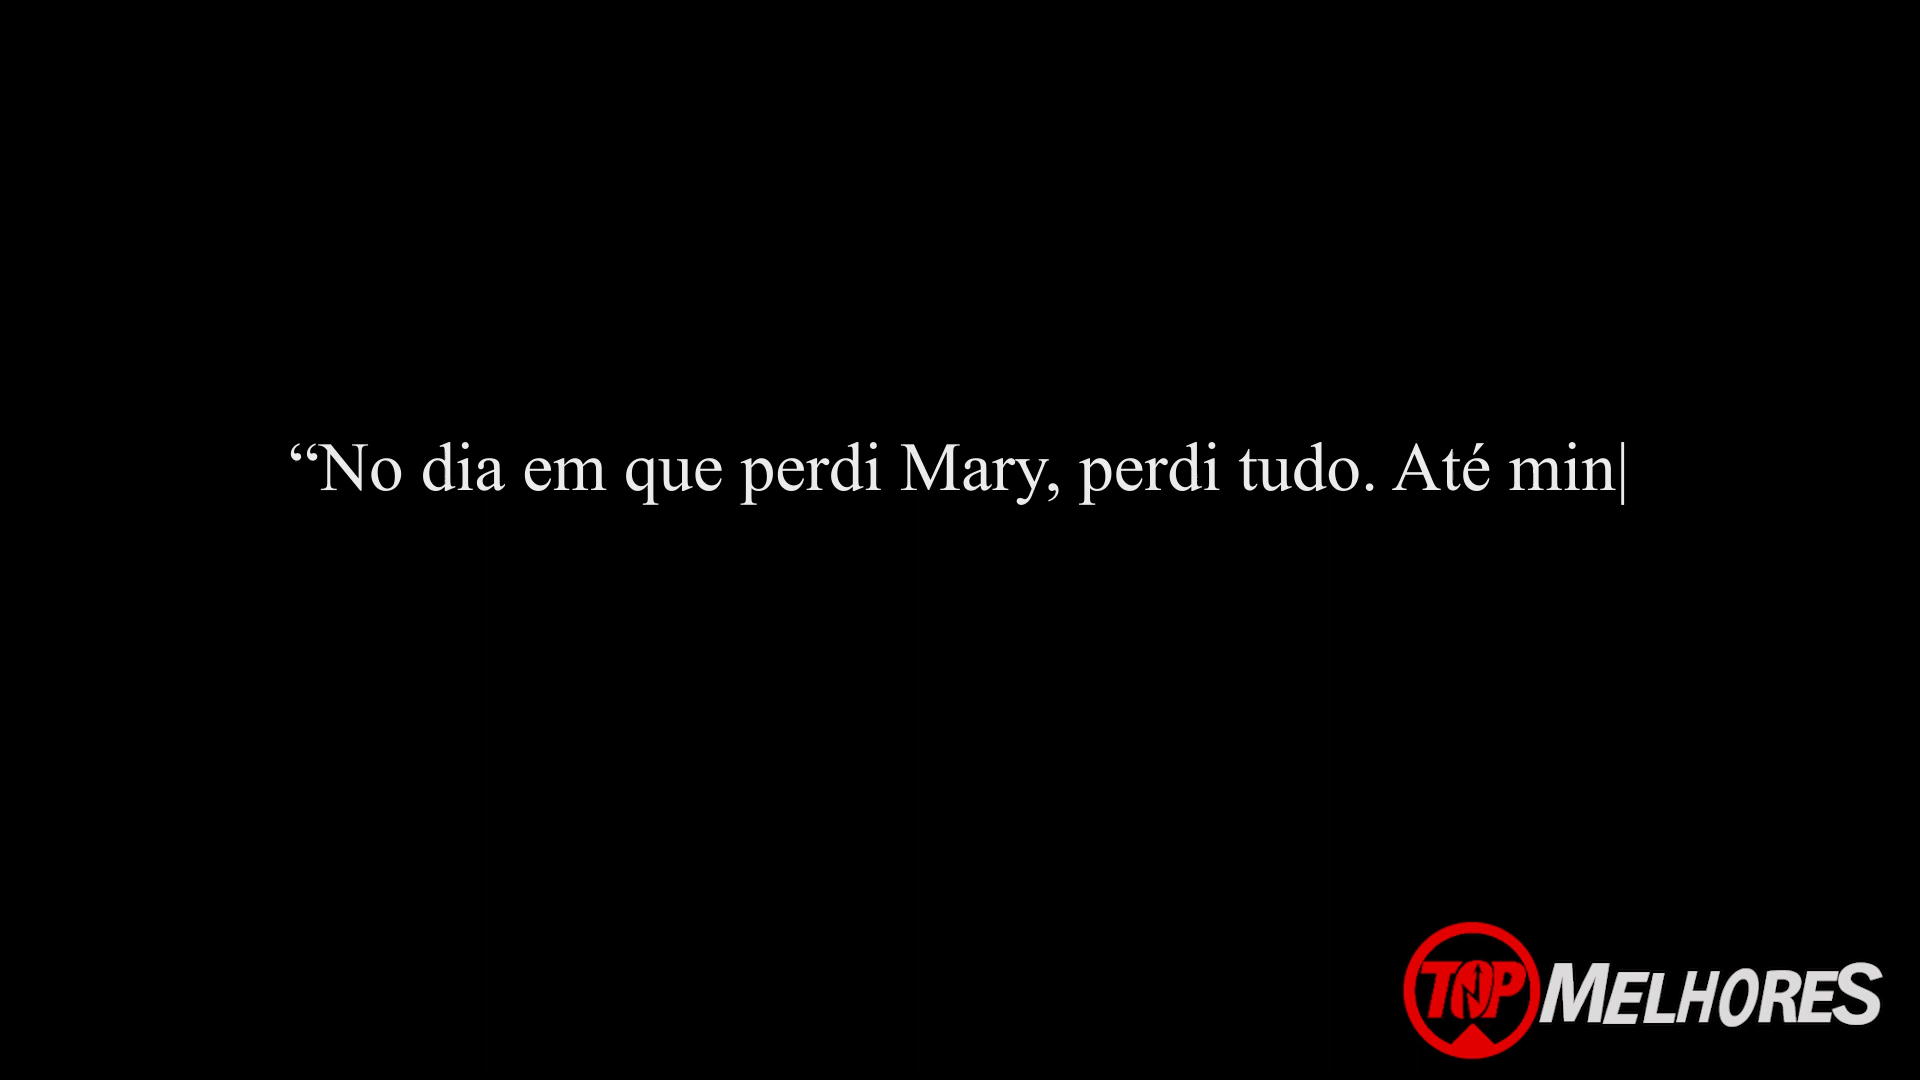 “No dia em que perdi Mary, perdi tudo. Até min|
TOP MELHORES